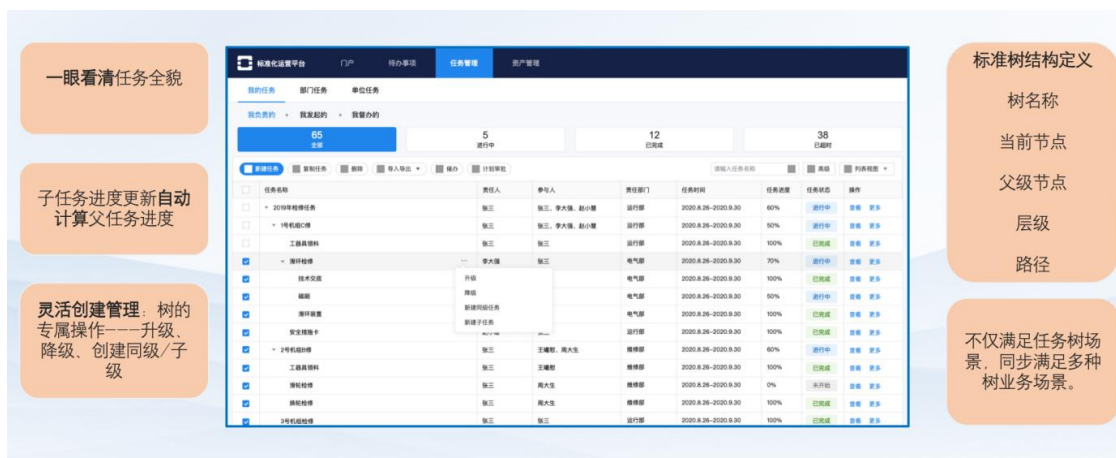 一眼看清任务全貌
子任务进度更新自动
计算父任务进度
灵活创建管理：树的
专属操作---升级、
降级、创建同级/子
级
标准化运营平台 门户 待办事项 任务管理 资产管理
我的任务 部门任务 单位任务
我负责的 我发起的 我督办的
65 5 12 38
全部 进行中 已完成 已超时
新建任务 复制任务 删除 导入导出 催办 计划审批 请输入任务名称 高级 列表视图
任务名称 责任人 参与人 责任部门 任务时间 任务进度 任务状态 操作
2019年检修任务 张三 张三、李大强、赵小慧 运行部 2020.8.26-2020.9.30 60% 进行中 查看 更多
1号机组C修 张三 张三、李大强、赵小慧 运行部 2020.8.26-2020.9.30 50% 进行中 查看 更多
工器具领料 张三 张三 运行部 2020.8.26-2020.9.30 100% 已完成 查看 更多
滑环检修 ··· 李大强 张三 电气部 2020.8.26-2020.9.30 70% 进行中 查看 更多
技术交底 电气部 2020.8.26-2020.9.30 100% 已完成 查看 更多
碳刷 电气部 2020.8.26-2020.9.30 50% 进行中 查看 更多
滑环装置 电气部 2020.8.26-2020.9.30 100% 已完成 查看 更多
安全措施卡 运行部 2020.8.26-2020.9.30 100% 已完成 查看 更多
升级
降级
新建同级任务
新建子任务
2号机组B修 张三 王曦慰、周大生 维修部 2020.8.26-2020.9.30 60% 进行中 查看 更多
工器具领料 张三 王曦慰 维修部 2020.8.26-2020.9.30 100% 已完成 查看 更多
滑轮检修 张三 周大生 维修部 2020.8.26-2020.9.30 0% 未开始 查看 更多
涡轮检修 张三 周大生 维修部 2020.8.26-2020.9.30 100% 已完成 查看 更多
3号机组检修 张三 张三 运行部 2020.8.26-2020.9.30 100% 已完成 查看 更多
标准树结构定义
树名称
当前节点
父级节点
层级
路径
不仅满足任务树场
景，同步满足多种
树业务场景。